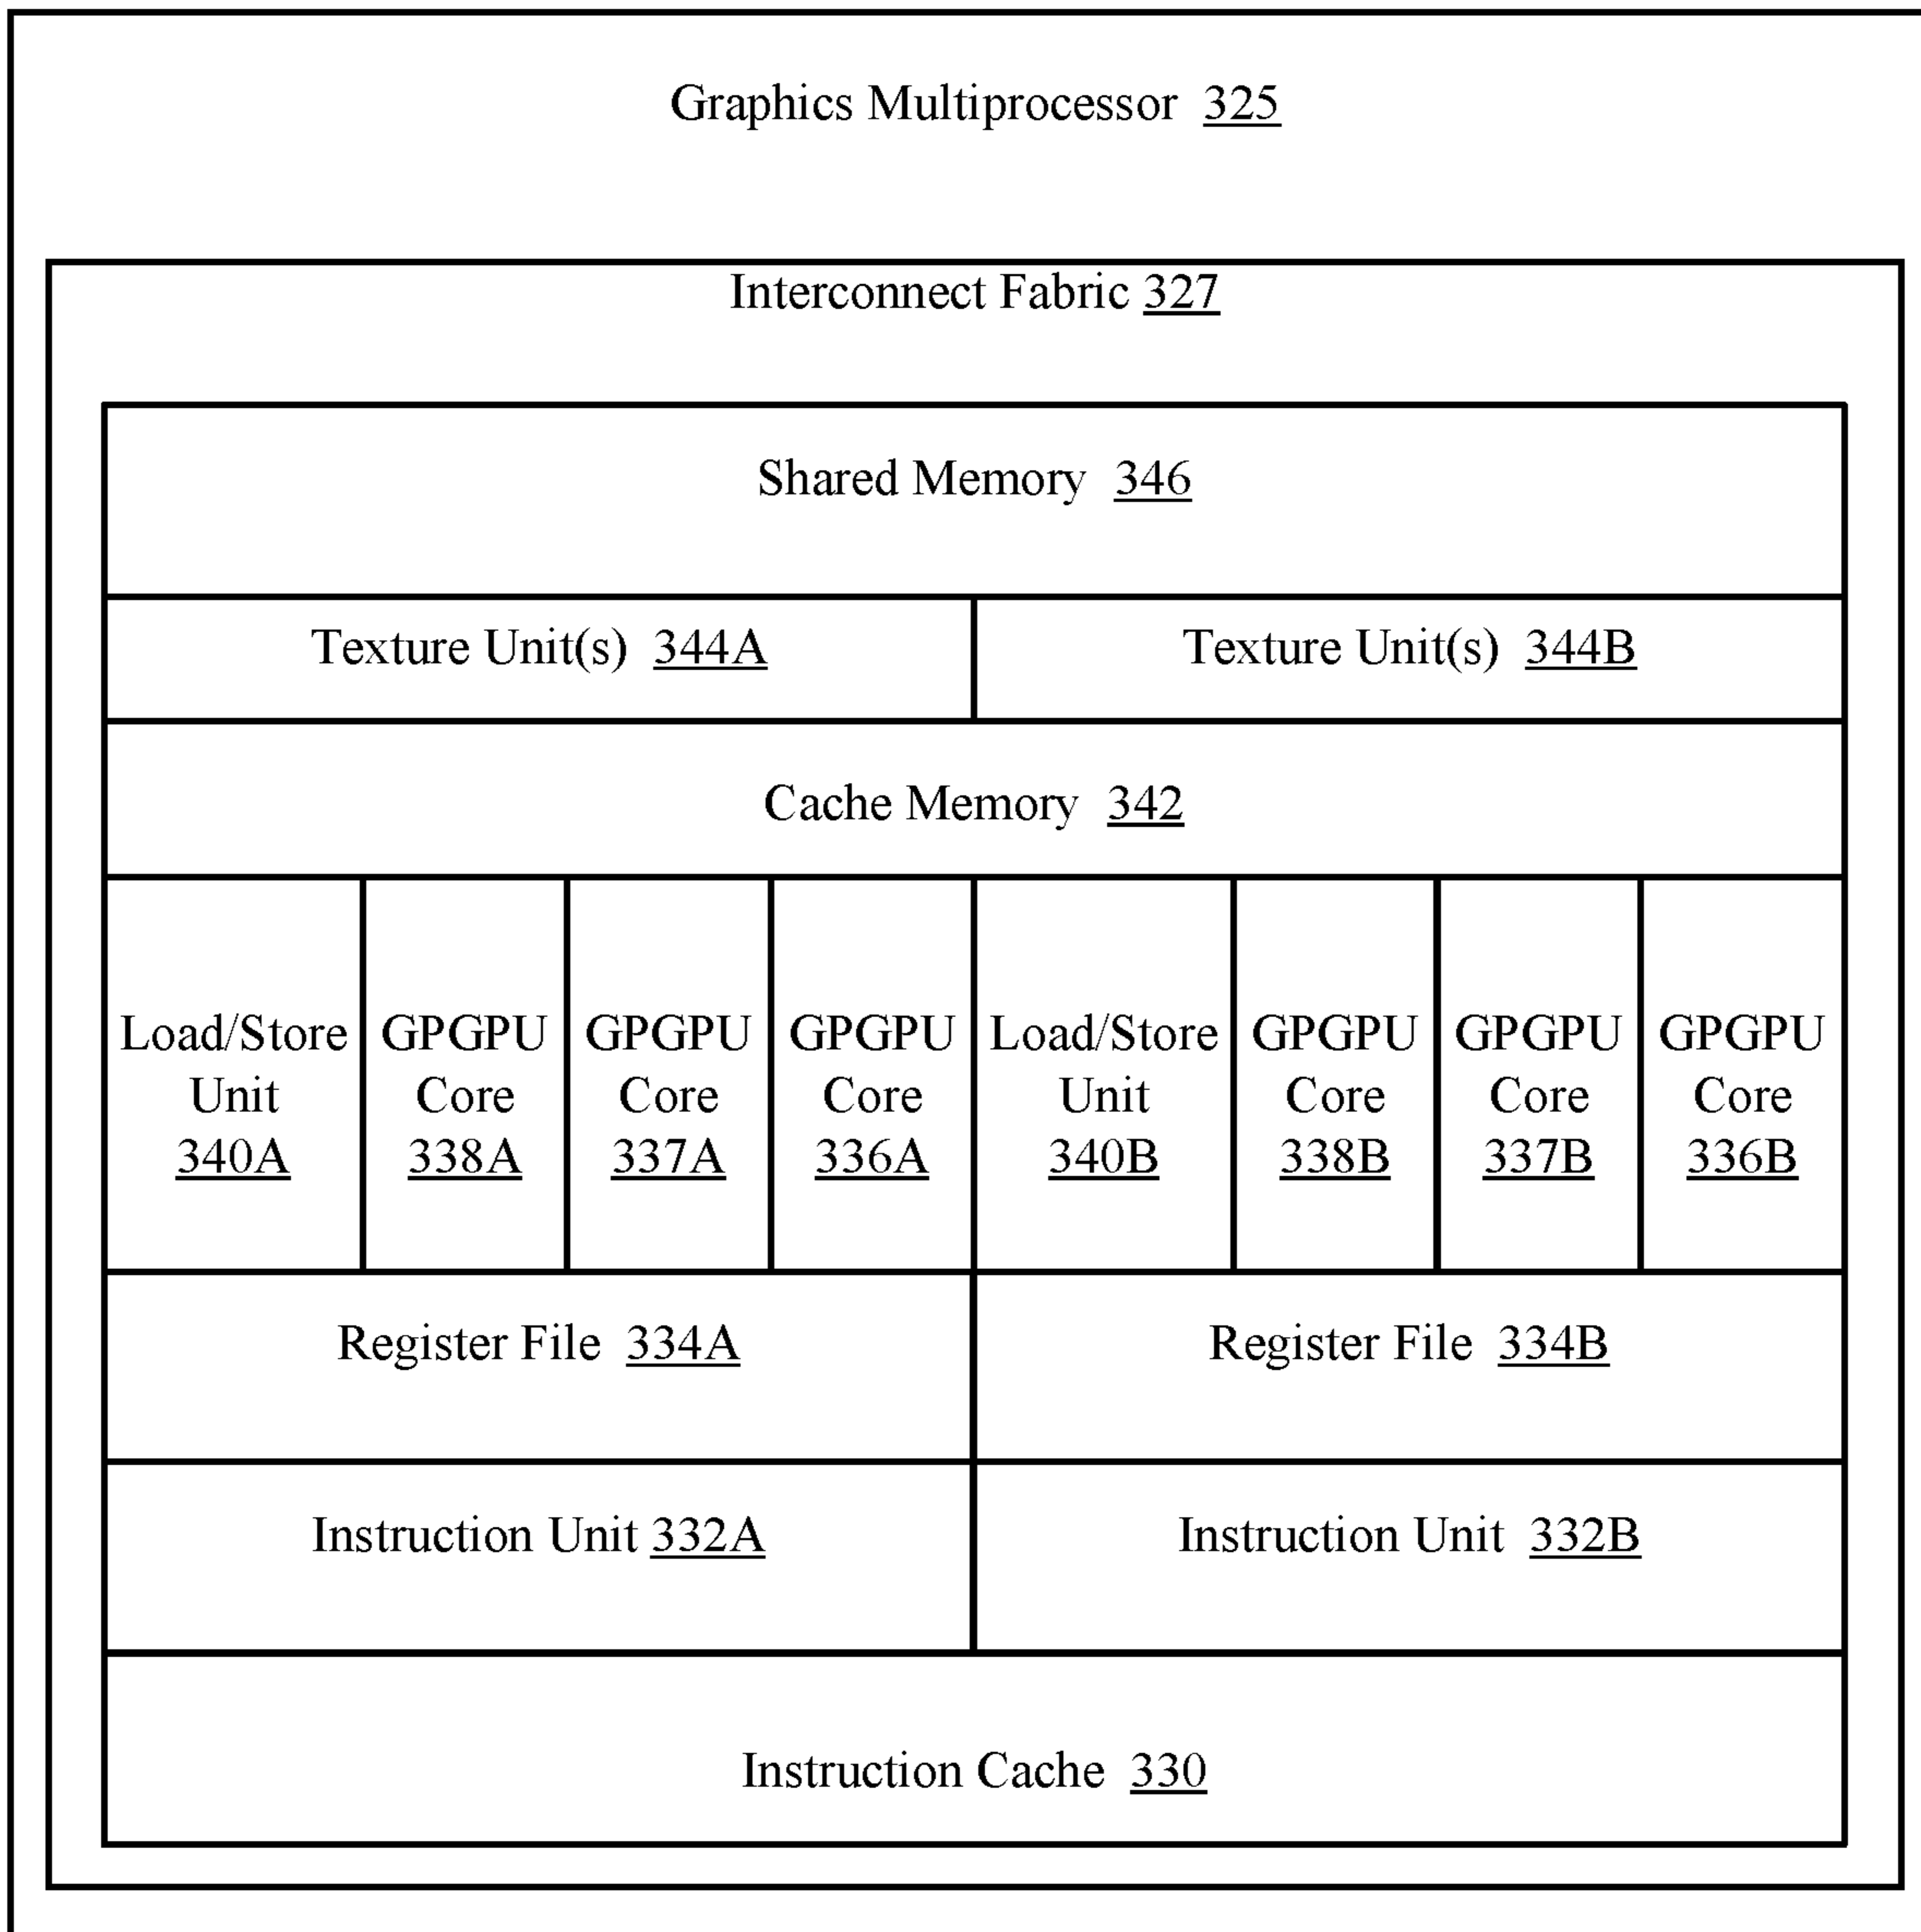 Graphics Multiprocessor 325
Interconnect Fabric 327
Shared Memory 346
Texture Unit(s) 344A
Texture Unit(s) 344B
Cache Memory 342
Load/Store
Unit
340A
GPGPU
Core
338A
GPGPU
Core
337A
GPGPU
Core
336A
Load/Store
Unit
340B
GPGPU
Core
338B
GPGPU
Core
337B
GPGPU
Core
336B
Register File 334A
Register File 334B
Instruction Unit 332A
Instruction Unit 332B
Instruction Cache 330